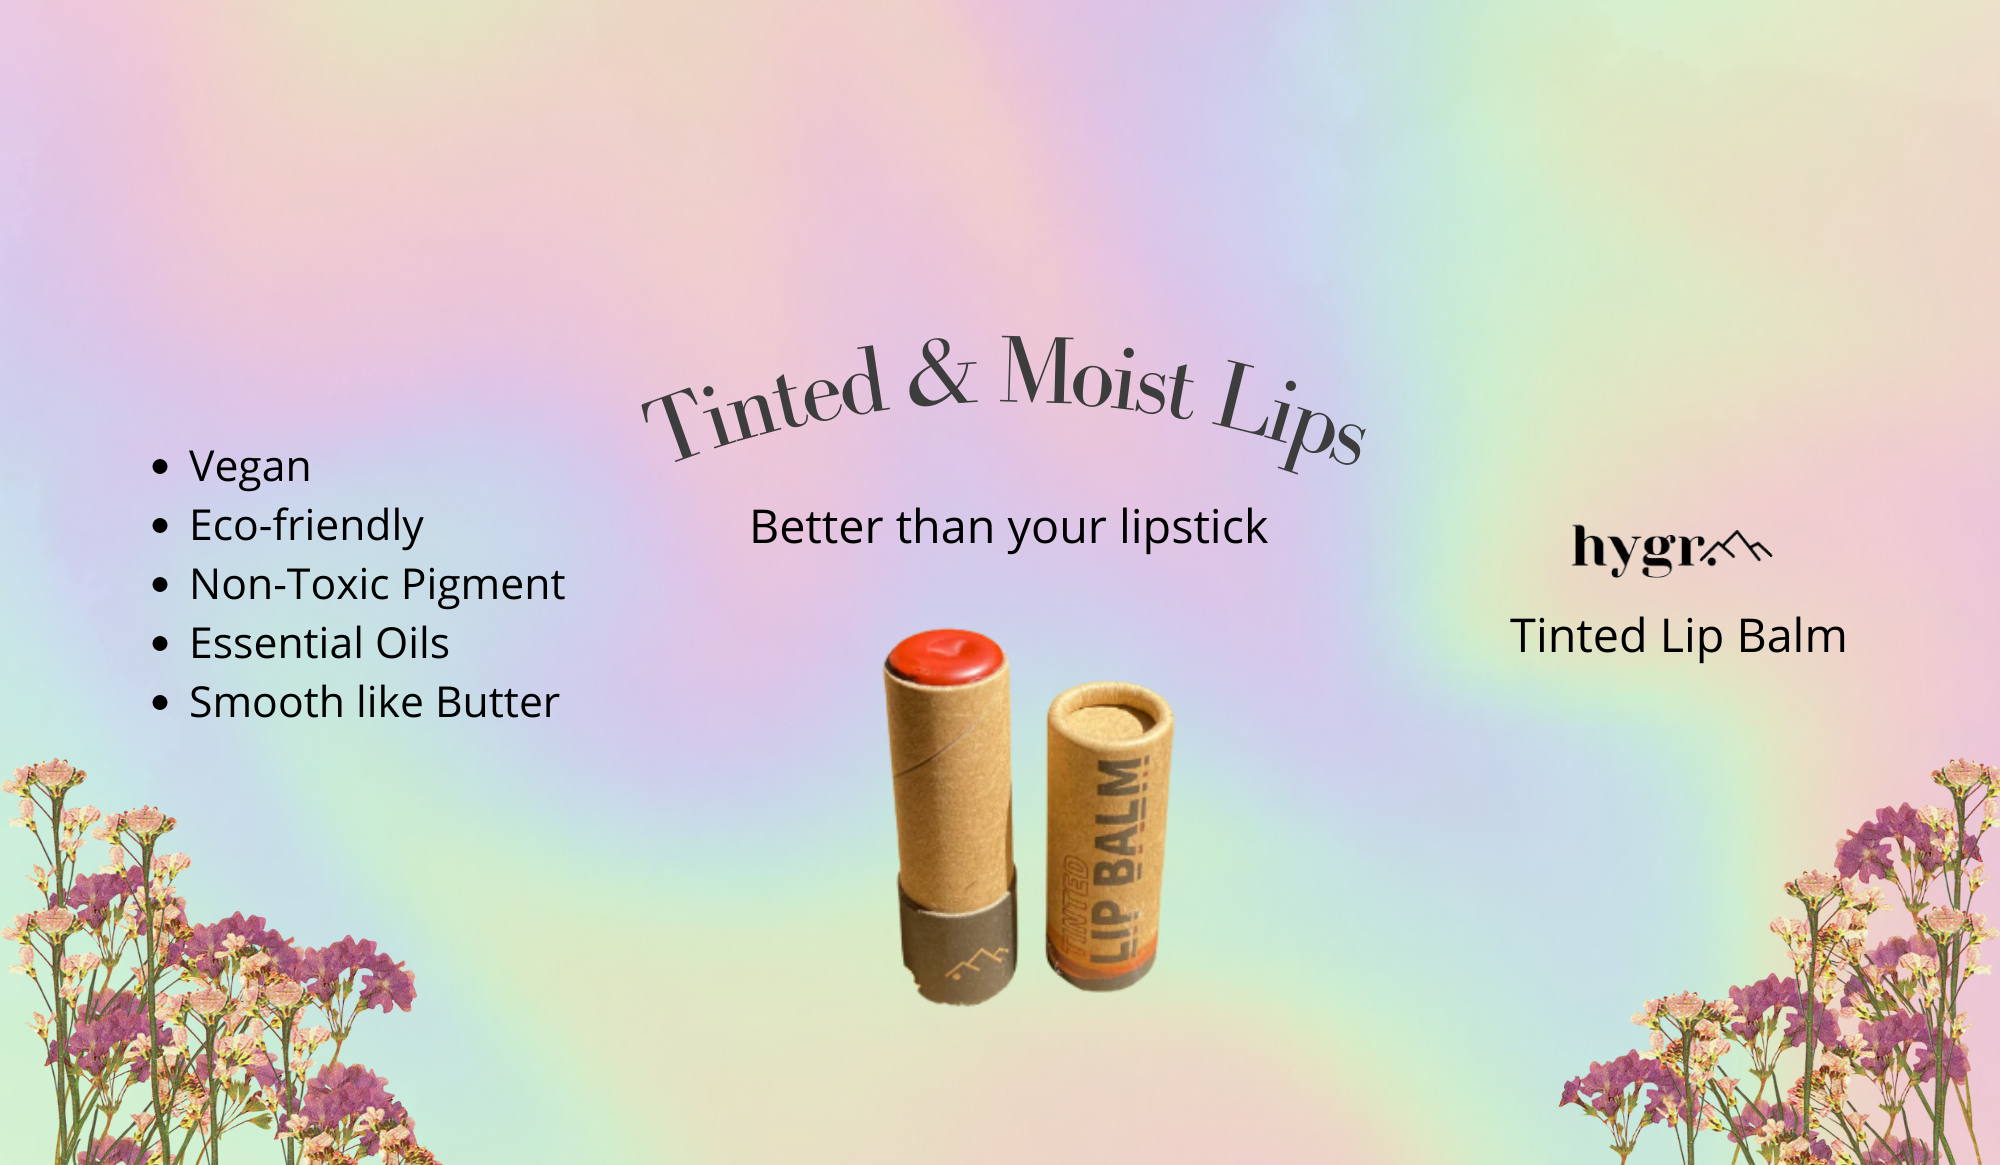 Tinted & Moist Lips
Better than your lipstick
• Vegan
• Eco-friendly
• Non-Toxic Pigment
• Essential Oils
• Smooth like Butter
hygr.
Tinted Lip Balm
TINTED
LIP BALM